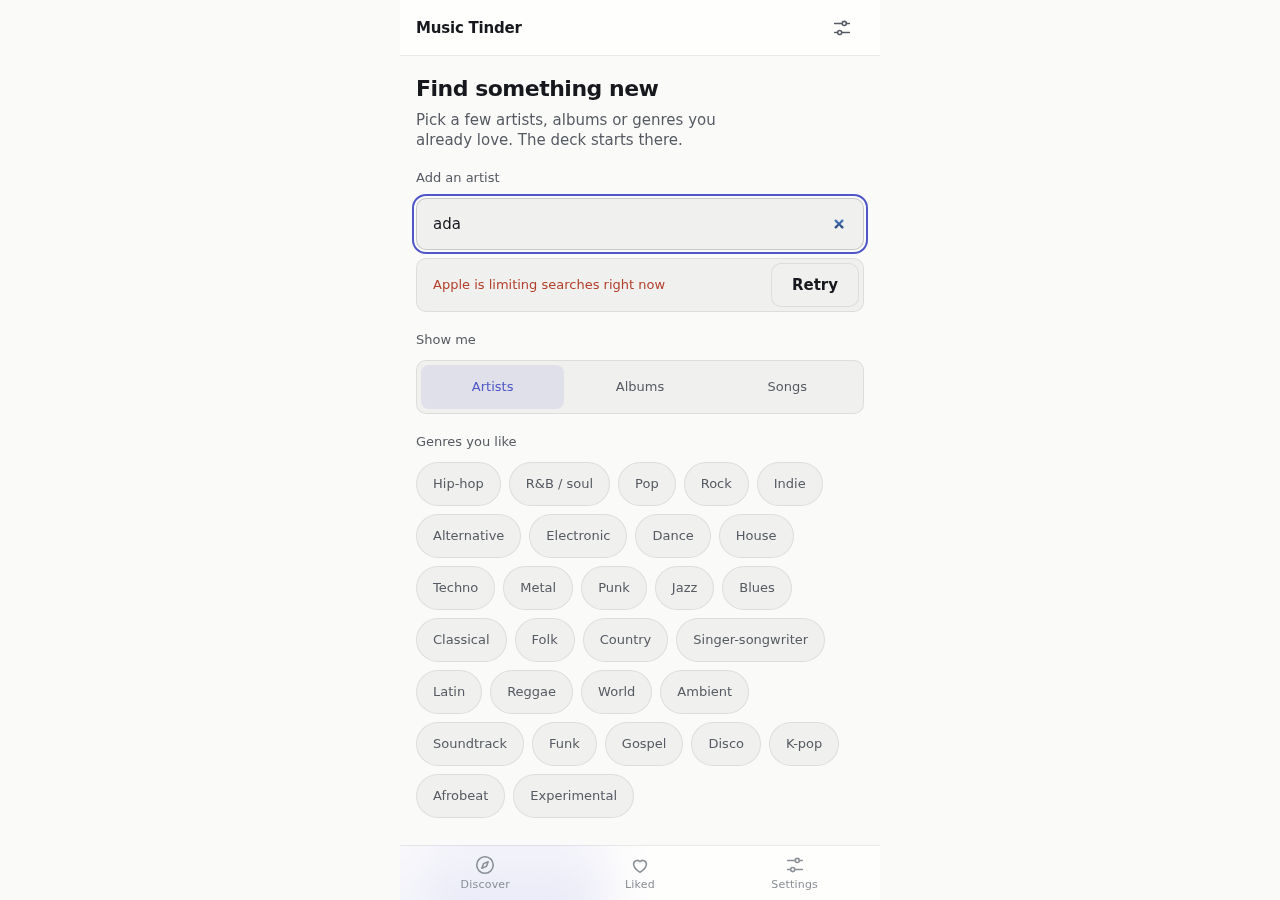 Music Tinder
Find something new
Pick a few artists, albums or genres you
already love. The deck starts there.
Add an artist
ada
Apple is limiting searches right now
Retry
Show me
Artists Albums Songs
Genres you like
Hip-hop R&B / soul Pop Rock Indie
Alternative Electronic Dance House
Techno Metal Punk Jazz Blues
Classical Folk Country Singer-songwriter
Latin Reggae World Ambient
Soundtrack Funk Gospel Disco K-pop
Afrobeat Experimental
Discover Liked Settings